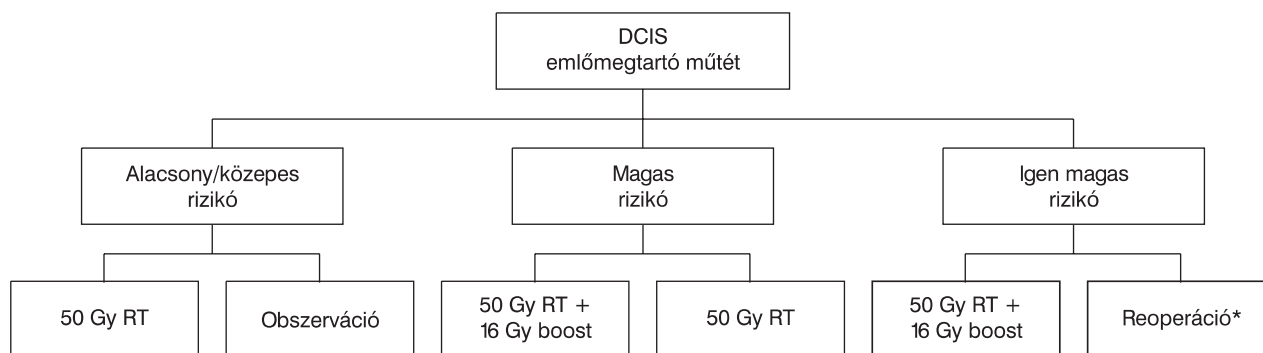 DCIS
emlőmegtartó műtét
Alacsony/közepes
rizikó
Magas
rizikó
Igen magas
rizikó
50 Gy RT
Obszerváció
50 Gy RT +
16 Gy boost
50 Gy RT
50 Gy RT +
16 Gy boost
Reoperáció*